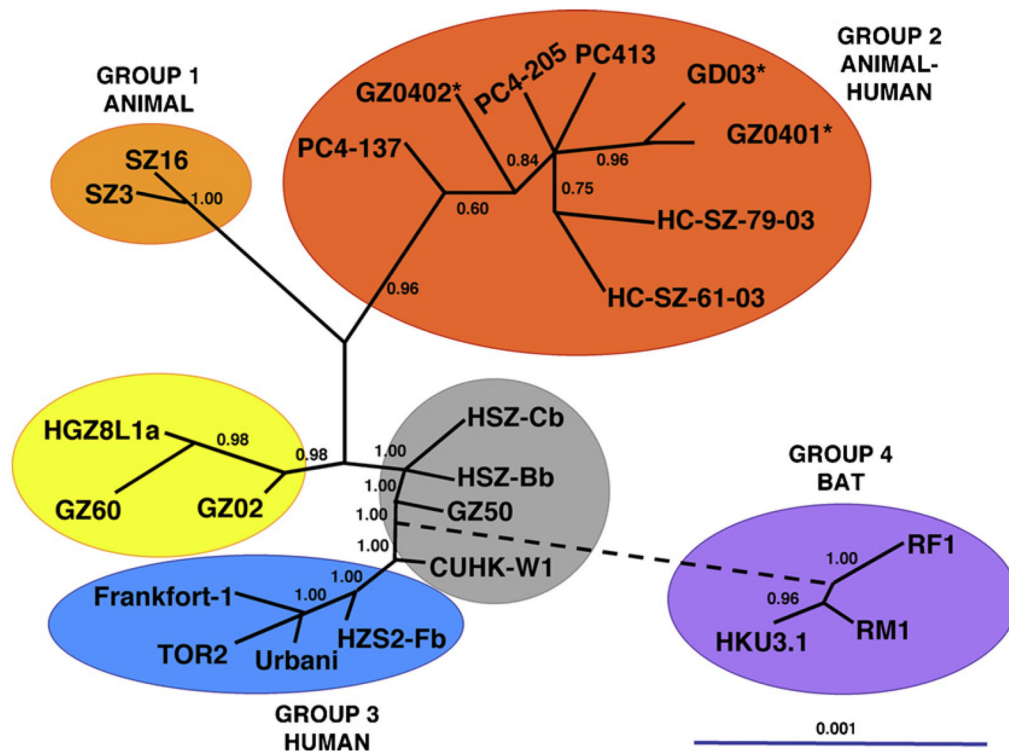 GROUP 1
ANIMAL
SZ16
SZ3
1.00
GROUP 2
ANIMAL-
HUMAN
PC4-205
PC413
GD03*
GZ0402*
GZ0401*
PC4-137
0.84
0.96
0.75
0.60
HC-SZ-79-03
HC-SZ-61-03
0.96
HGZ8L1a
0.98
GZ60
GZ02
0.98
HSZ-Cb
1.00
HSZ-Bb
1.00
GZ50
1.00
1.00
CUHK-W1
1.00
Frankfort-1
1.00
TOR2
Urbani
HZS2-Fb
GROUP 3
HUMAN
GROUP 4
BAT
RF1
1.00
0.96
HKU3.1
RM1
0.001